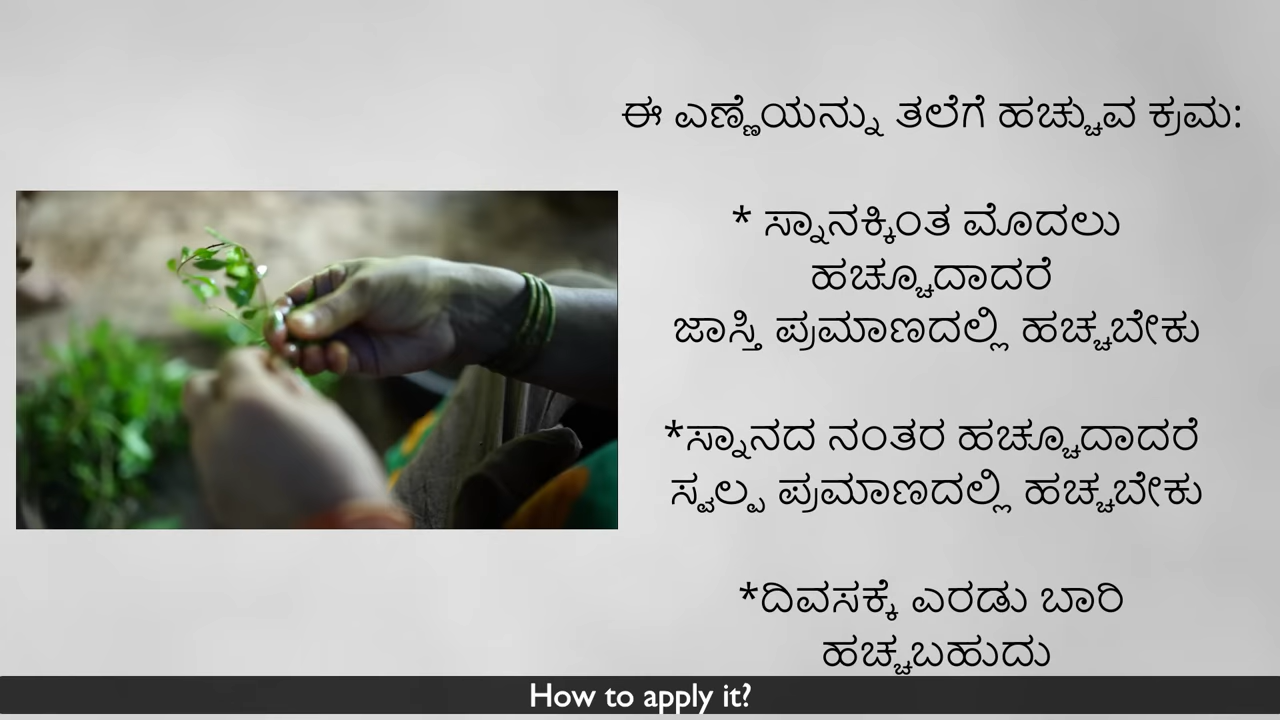 ಈ ಎಣ್ಣೆಯನ್ನು ತಲೆಗೆ ಹಚ್ಚುವ ಕ್ರಮ:
* ಸ್ನಾನಕ್ಕಿಂತ ಮೊದಲು
ಹಚ್ಚೂದಾದರೆ
ಜಾಸ್ತಿ ಪ್ರಮಾಣದಲ್ಲಿ ಹಚ್ಚಬೇಕು
*ಸ್ನಾನದ ನಂತರ ಹಚ್ಚೂದಾದರೆ
ಸ್ವಲ್ಪ ಪ್ರಮಾಣದಲ್ಲಿ ಹಚ್ಚಬೇಕು
*ದಿವಸಕ್ಕೆ ಎರಡು ಬಾರಿ
ಹಚ್ಚಬಹುದು
How to apply it?